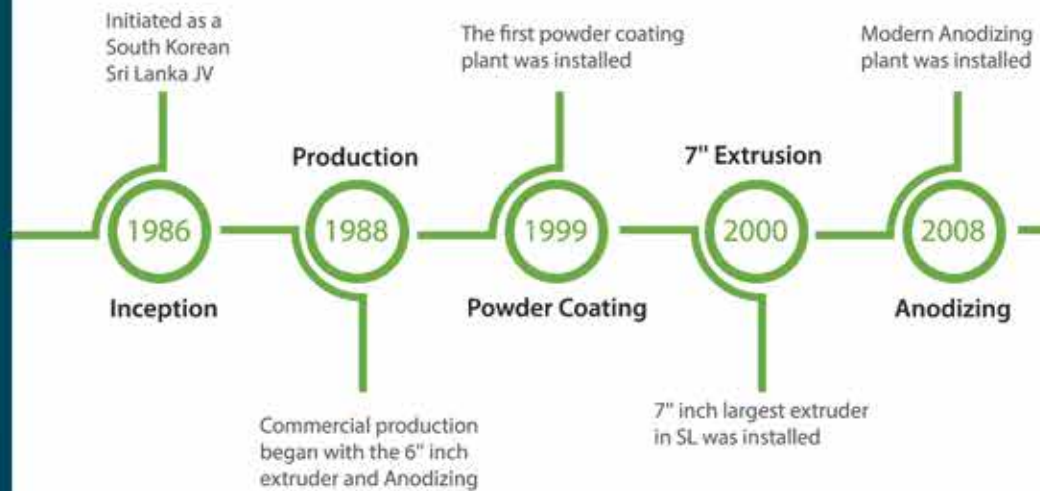 Initiated as a
South Korean
Sri Lanka JV
1986
Inception
Production
1988
Commercial production
began with the 6" inch
extruder and Anodizing
The first powder coating
plant was installed
1999
Powder Coating
7" Extrusion
2000
7" inch largest extruder
in SL was installed
Modern Anodizing
plant was installed
2008
Anodizing